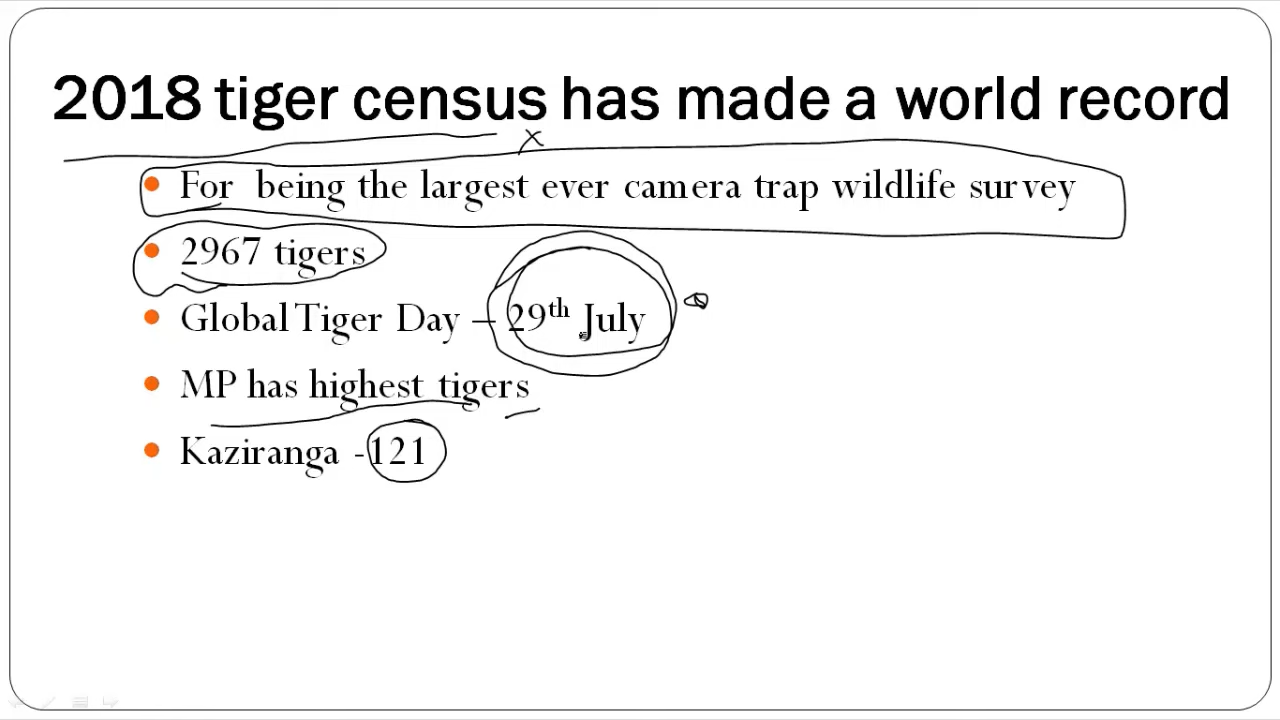 2018 tiger census has made a world record
x
• For being the largest ever camera trap wildlife survey
• 2967 tigers
• Global Tiger Day – 29th July
• MP has highest tigers
• Kaziranga -121